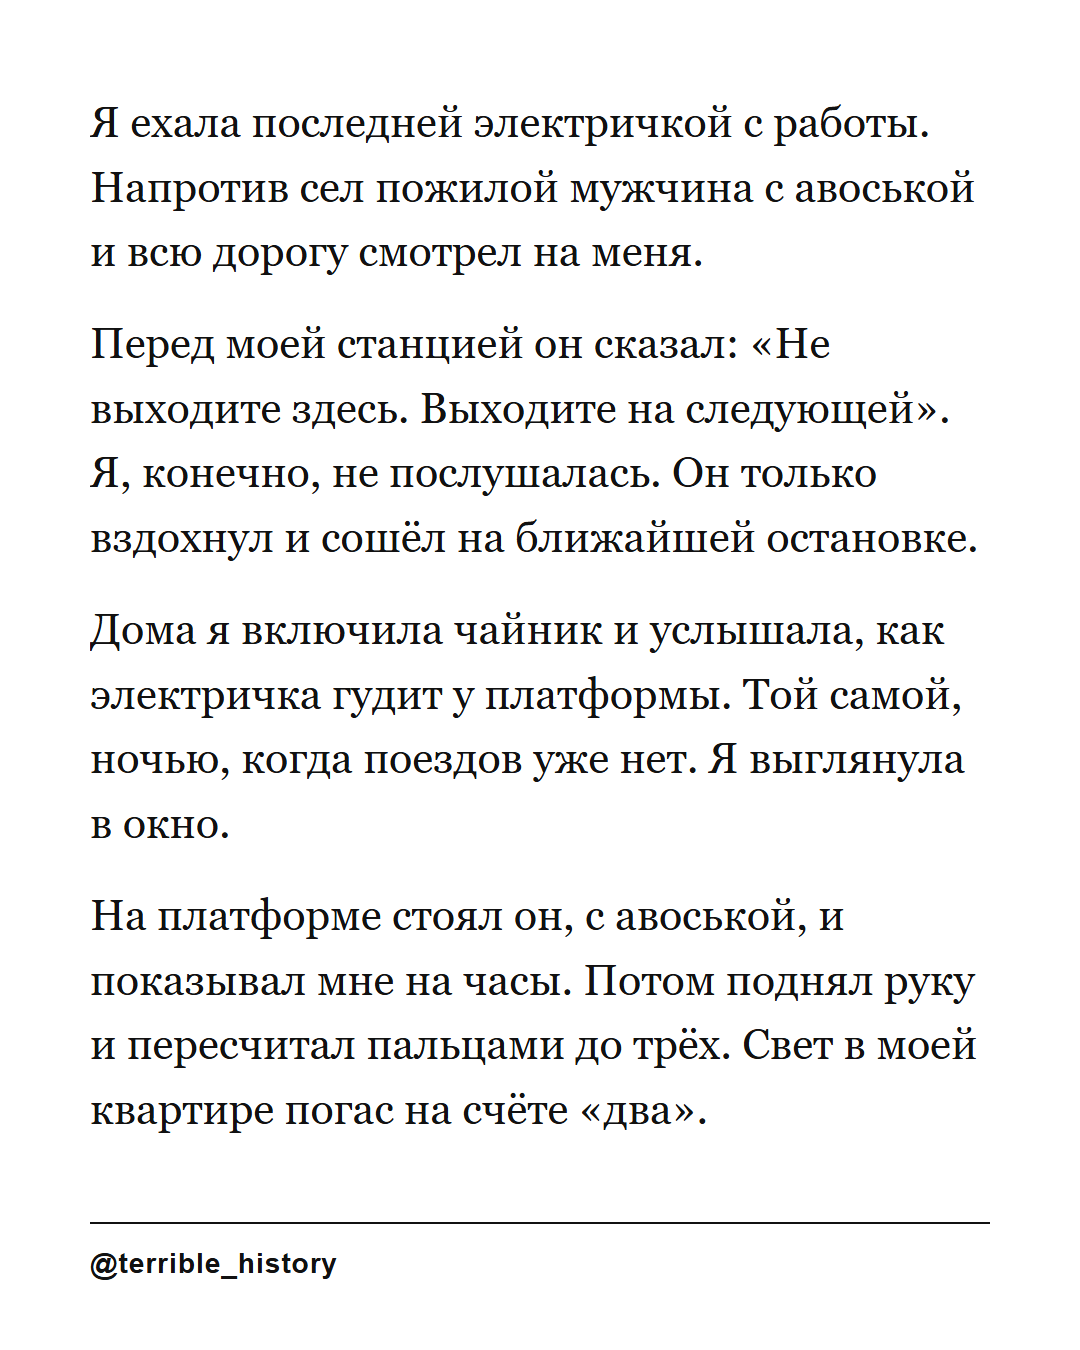 Я ехала последней электричкой с работы.
Напротив сел пожилой мужчина с авоськой
и всю дорогу смотрел на меня.
Перед моей станцией он сказал: «Не
выходите здесь. Выходите на следующей».
Я, конечно, не послушалась. Он только
вздохнул и сошёл на ближайшей остановке.
Дома я включила чайник и услышала, как
электричка гудит у платформы. Той самой,
ночью, когда поездов уже нет. Я выглянула
в окно.
На платформе стоял он, с авоськой, и
показывал мне на часы. Потом поднял руку
и пересчитал пальцами до трёх. Свет в моей
квартире погас на счёте «два».
@terrible_history